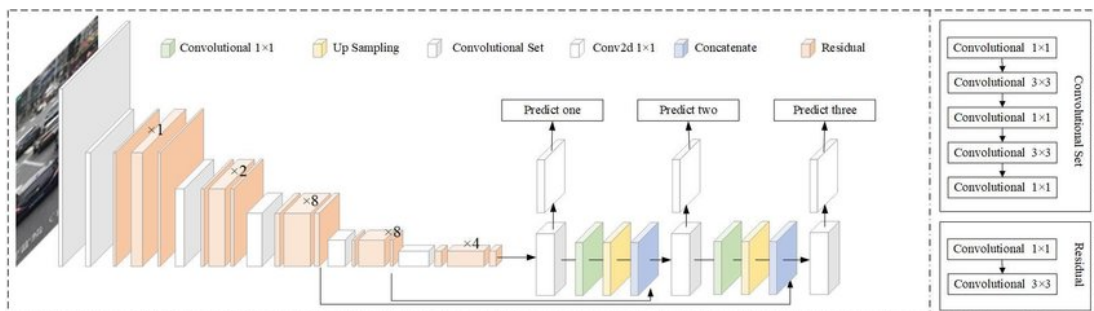 Convolutional 1×1
Up Sampling
Convolutional Set
Conv2d 1×1
Concatenate
Residual
Predict one
Predict two
Predict three
×1
×2
×8
×8
×4
Convolutional 1×1
Convolutional 3×3
Convolutional 1×1
Convolutional 3×3
Convolutional 1×1
Convolutional Set
Convolutional 1×1
Convolutional 3×3
Residual